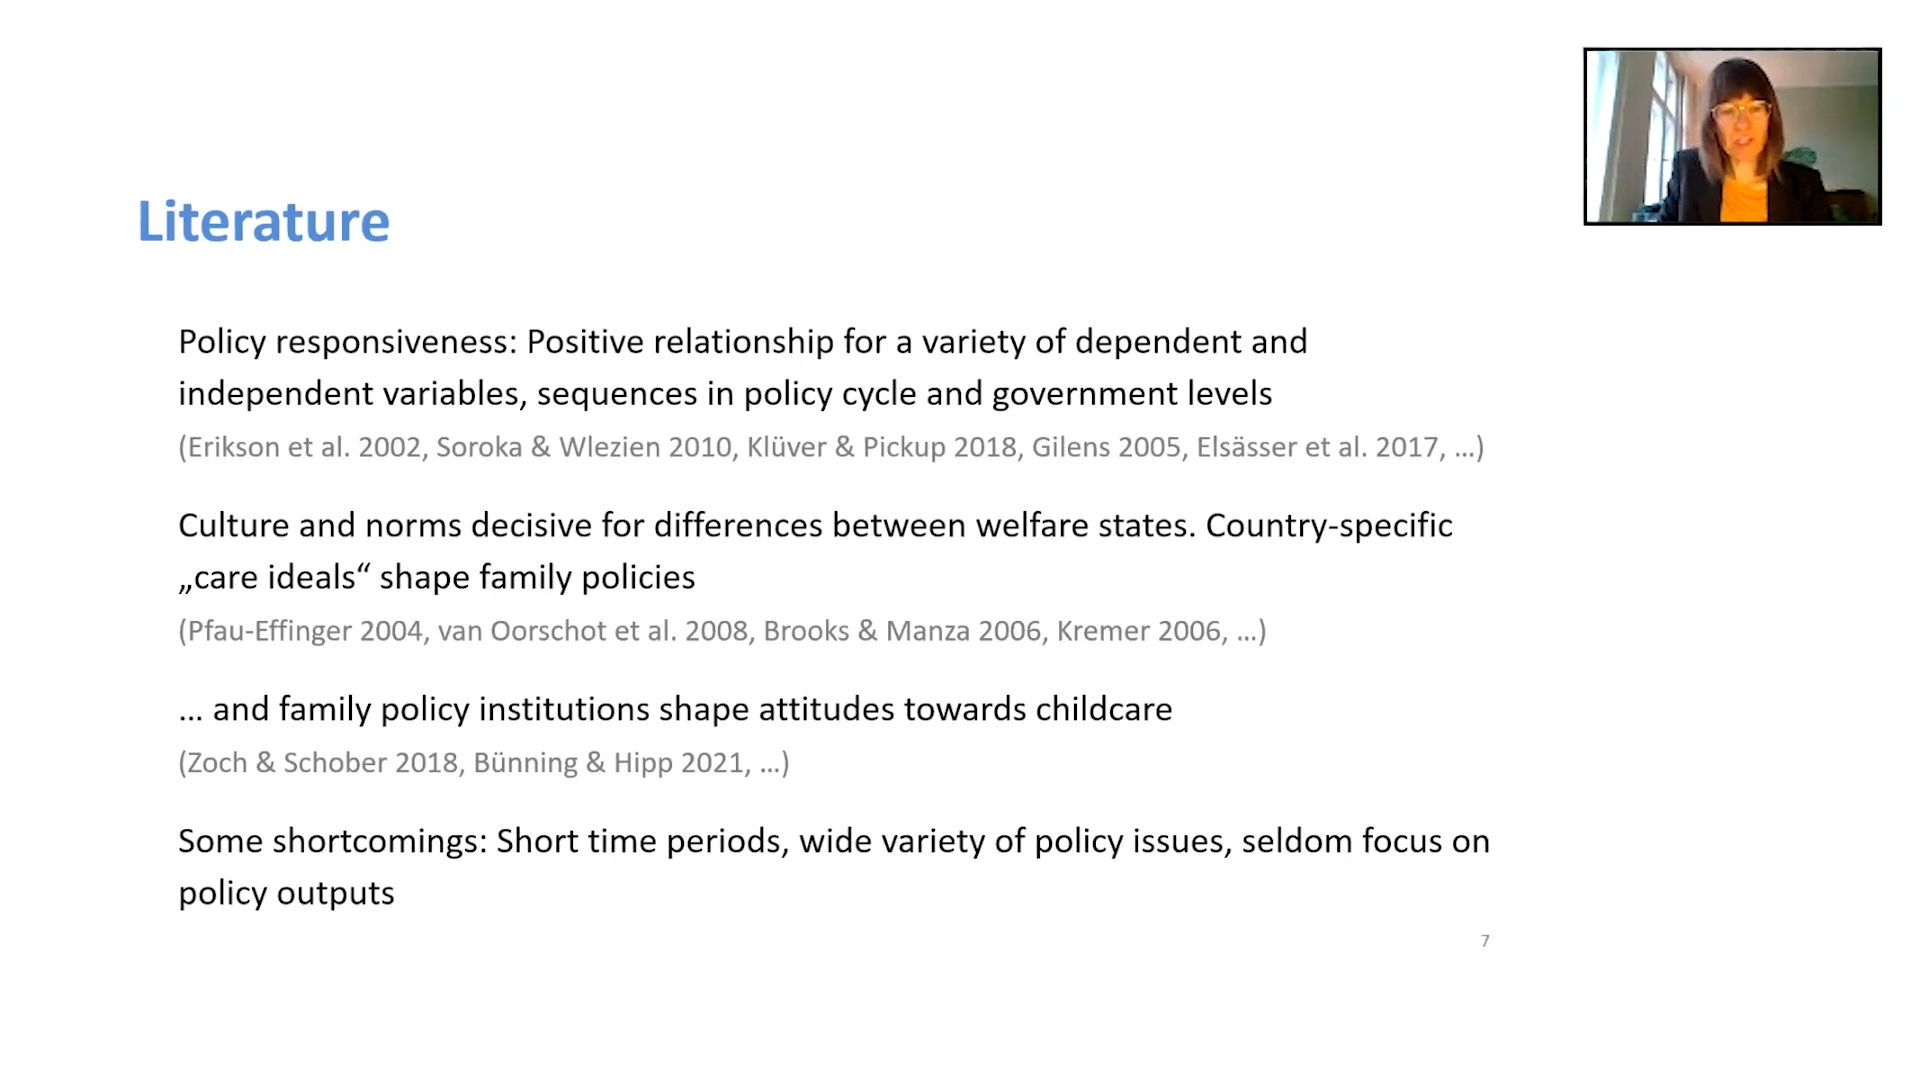 Literature
Policy responsiveness: Positive relationship for a variety of dependent and
independent variables, sequences in policy cycle and government levels
(Erikson et al. 2002, Soroka & Wlezien 2010, Klüver & Pickup 2018, Gilens 2005, Elsässer et al. 2017, …)
Culture and norms decisive for differences between welfare states. Country-specific
„care ideals“ shape family policies
(Pfau-Effinger 2004, van Oorschot et al. 2008, Brooks & Manza 2006, Kremer 2006, …)
… and family policy institutions shape attitudes towards childcare
(Zoch & Schober 2018, Bünning & Hipp 2021, …)
Some shortcomings: Short time periods, wide variety of policy issues, seldom focus on
policy outputs
7